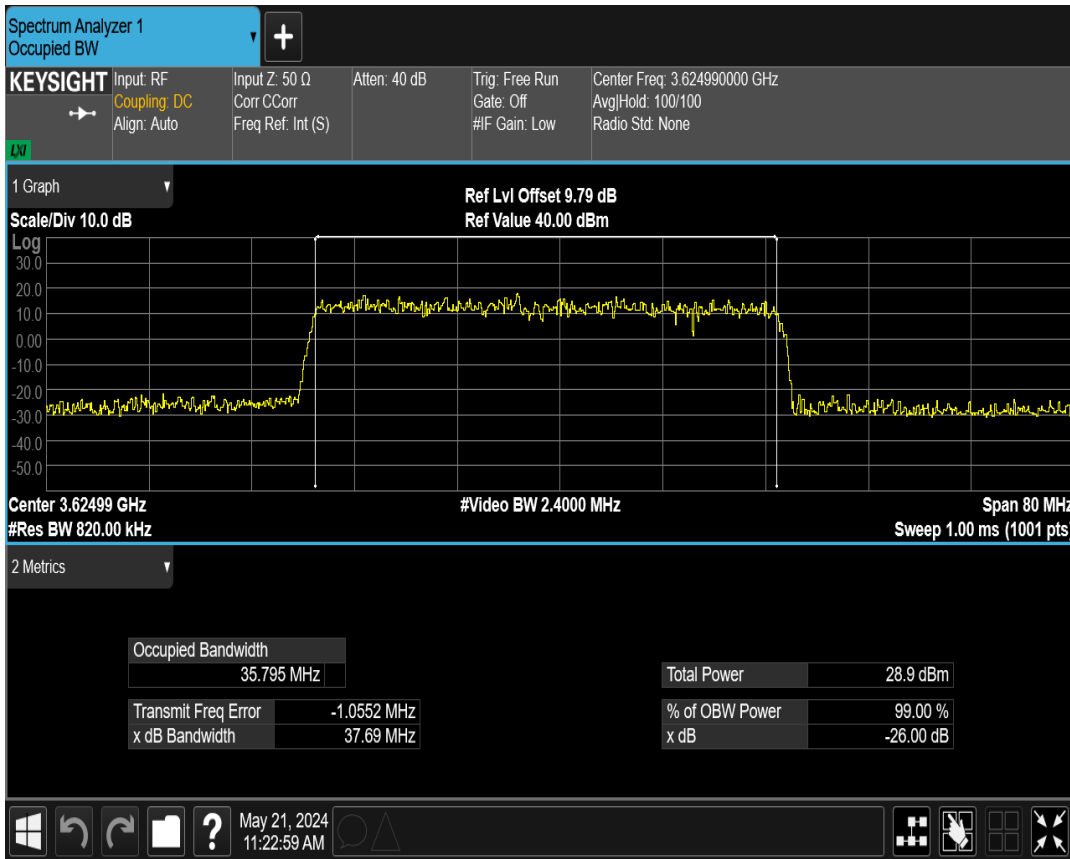 Spectrum Analyzer 1
Occupied BW
KEYSIGHT
LXI
Input: RF
Coupling: DC
Align: Auto
Input Z: 50 Ω
Corr CCorr
Freq Ref: Int (S)
Atten: 40 dB
Trig: Free Run
Gate: Off
#IF Gain: Low
Center Freq: 3.624990000 GHz
Avg|Hold: 100/100
Radio Std: None
1 Graph
Scale/Div 10.0 dB
Ref Lvl Offset 9.79 dB
Ref Value 40.00 dBm
Log
30.0
20.0
10.0
0.00
-10.0
-20.0
-30.0
-40.0
-50.0
Center 3.62499 GHz
#Res BW 820.00 kHz
#Video BW 2.4000 MHz
Span 80 MHz
Sweep 1.00 ms (1001 pts)
2 Metrics
Occupied Bandwidth
35.795 MHz
Transmit Freq Error -1.0552 MHz
x dB Bandwidth 37.69 MHz
Total Power 28.9 dBm
% of OBW Power 99.00 %
x dB -26.00 dB
?
May 21, 2024
11:22:59 AM